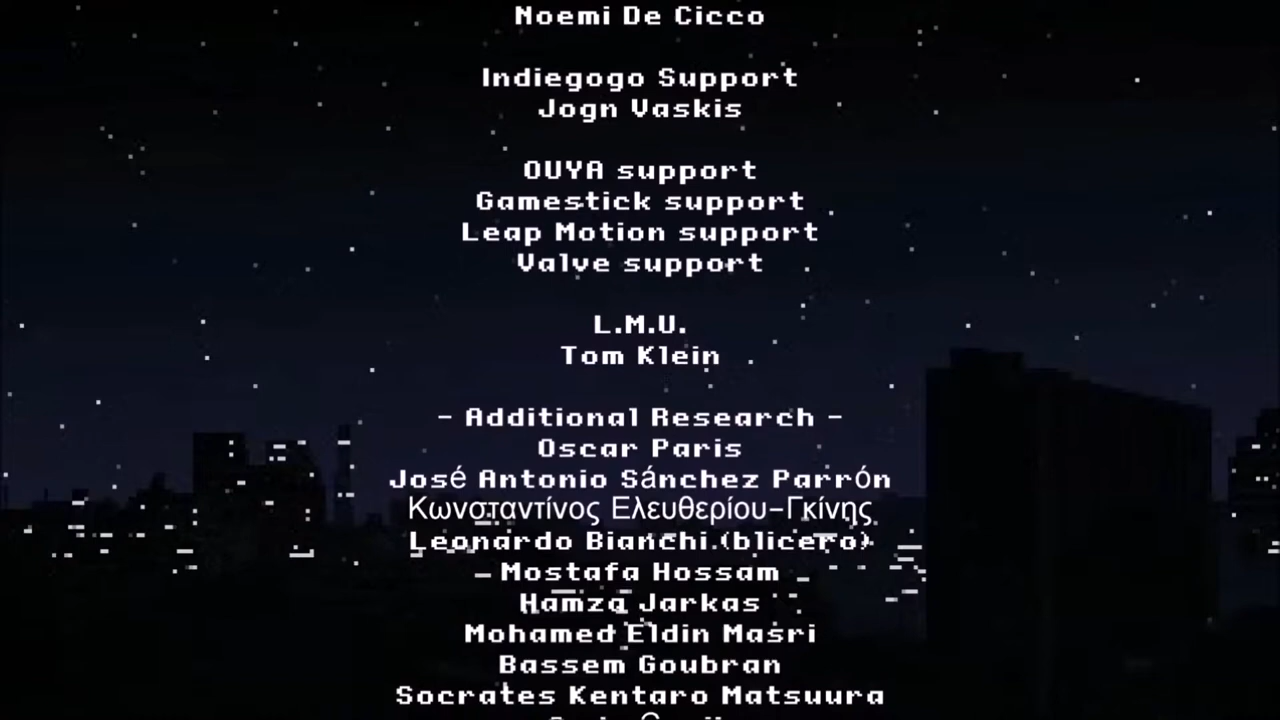 Noemi De Cicco
Indiegogo Support
Jogn Vaskis
OUYA support
Gamestick support
Leap Motion support
Valve support
L.M.U.
Tom Klein
- Additional Research -
Oscar Paris
José Antonio Sánchez Parrón
Κωνσταντίνος Ελευθερίου-Γκίνης
Leonardo Bianchi (blicero)
Mostafa Hossam
Hamza Jarkas
Mohamed Eldin Masri
Bassem Goubran
Socrates Kentaro Matsuura